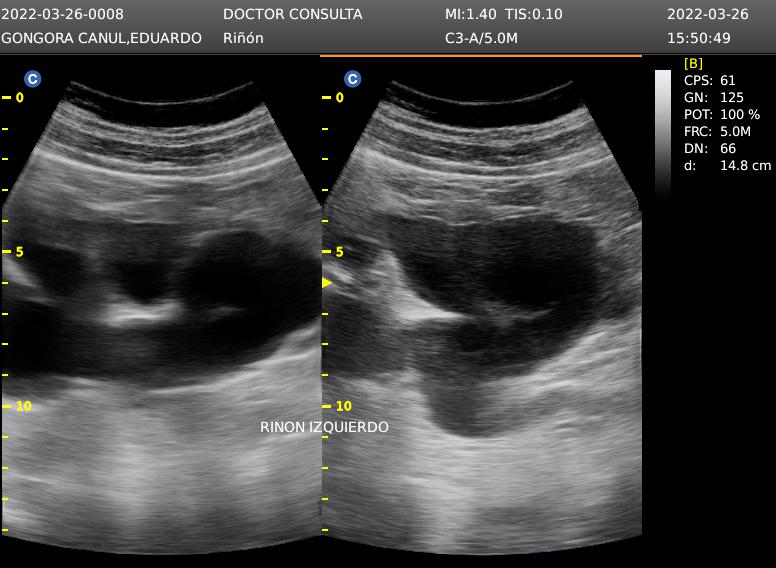 2022-03-26-0008 DOCTOR CONSULTA MI:1.40 TIS:0.10 2022-03-26
GONGORA CANUL,EDUARDO Riñón C3-A/5.0M 15:50:49
[B]
CPS: 61
GN: 125
POT: 100 %
FRC: 5.0M
DN: 66
d: 14.8 cm
C C
0 0
5 5
10 10
RINON IZQUIERDO